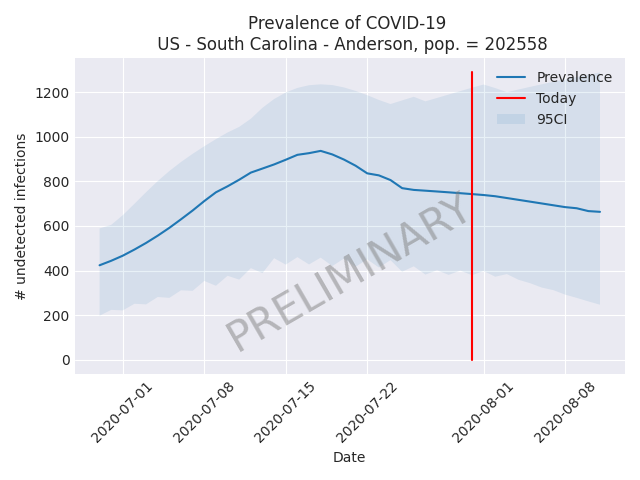 Prevalence of COVID-19
US - South Carolina - Anderson, pop. = 202558
Prevalence
Today
95CI
# undetected infections
1200
1000
800
600
400
200
0
PRELIMINARY
2020-07-01
2020-07-08
2020-07-15
2020-07-22
2020-08-01
2020-08-08
Date